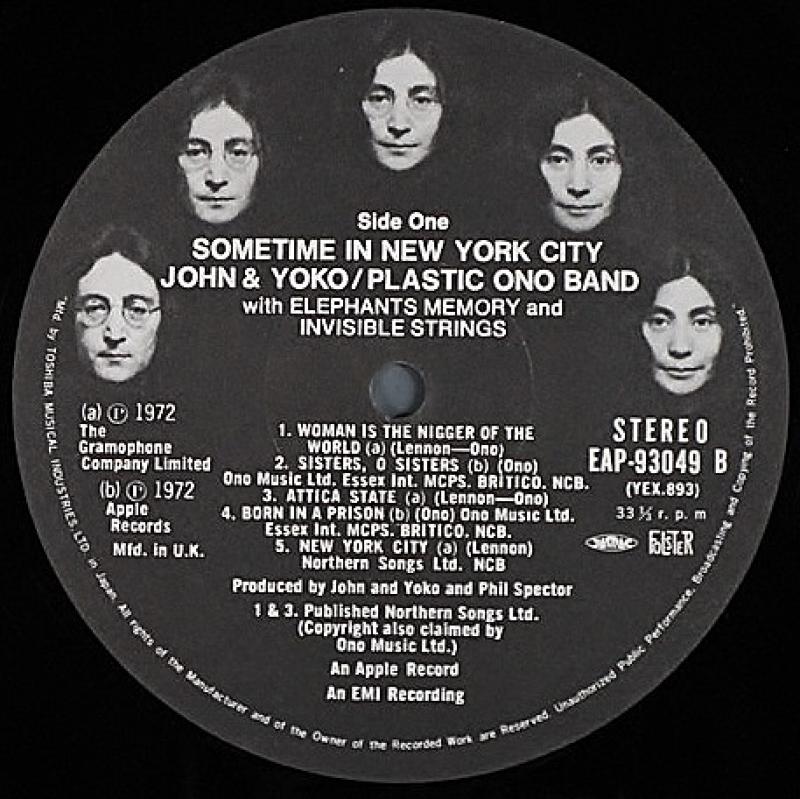 Side One
SOMETIME IN NEW YORK CITY
JOHN & YOKO/PLASTIC ONO BAND
with ELEPHANTS MEMORY and
INVISIBLE STRINGS
(a) ℗ 1972
The
Gramophone
Company Limited
(b) ℗ 1972
Apple
Records
Mfd. in U.K.
1. WOMAN IS THE NIGGER OF THE
WORLD (a) (Lennon—Ono)
2. SISTERS, O SISTERS (b) (Ono)
Ono Music Ltd. Essex Int. MCPS. BRITICO. NCB.
3. ATTICA STATE (a) (Lennon—Ono)
4. BORN IN A PRISON (b) (Ono) Ono Music Ltd.
Essex Int. MCPS. BRITICO. NCB.
5. NEW YORK CITY (a) (Lennon)
Northern Songs Ltd. NCB
Produced by John and Yoko and Phil Spector
1 & 3. Published Northern Songs Ltd.
(Copyright also claimed by
Ono Music Ltd.)
An Apple Record
An EMI Recording
STEREO
EAP-93049 B
(YEX.893)
33⅓ r. p. m
"Mfd. by TOSHIBA MUSICAL INDUSTRIES LTD. in Japan. All rights of the Manufacturer and of the Owner of the Recorded Work are Reserved. Unauthorized Public Performance, Broadcasting and Copying of the Record Prohibited."